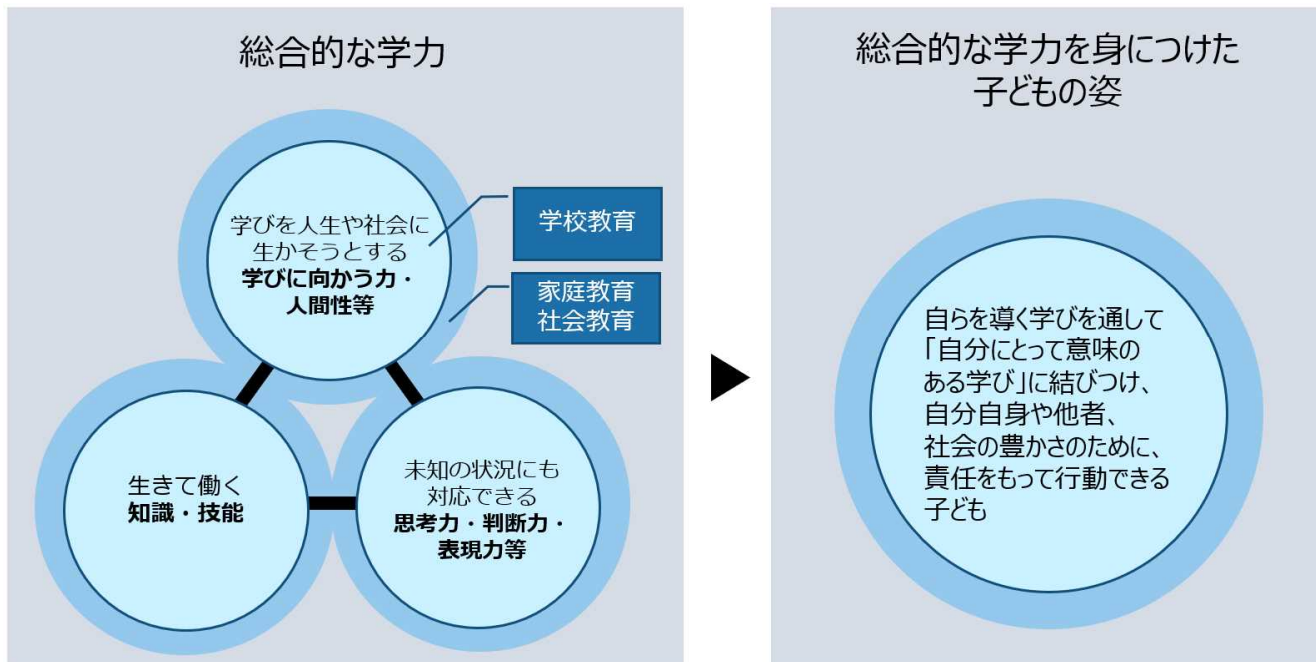 総合的な学力
学びを人生や社会に
生かそうとする
学びに向かう力・
人間性等
学校教育
家庭教育
社会教育
生きて働く
知識・技能
未知の状況にも
対応できる
思考力・判断力・
表現力等
総合的な学力を身につけた
子どもの姿
自らを導く学びを通して
「自分にとって意味の
ある学び」に結びつけ、
自分自身や他者、
社会の豊かさのために、
責任をもって行動できる
子ども